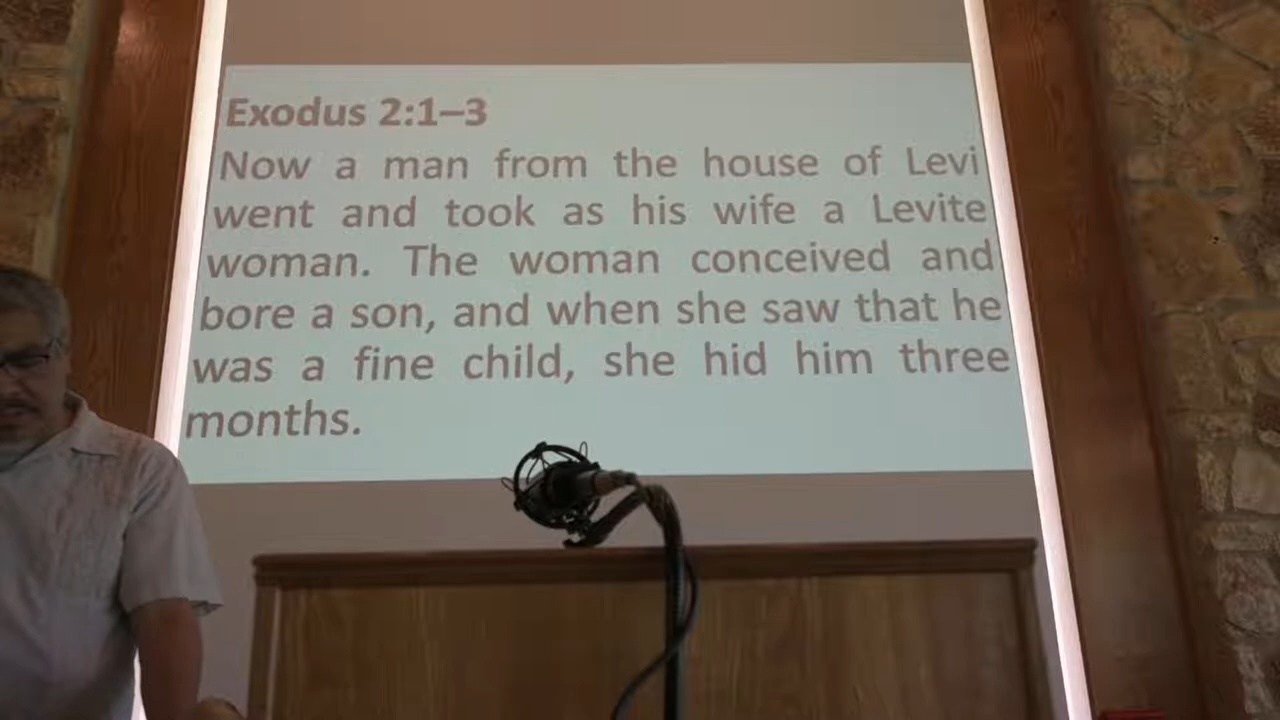 Exodus 2:1–3
Now a man from the house of Levi
went and took as his wife a Levite
woman. The woman conceived and
bore a son, and when she saw that he
was a fine child, she hid him three
months.